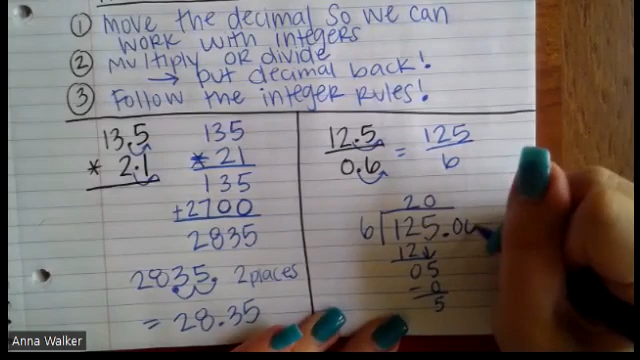 ① Move the decimal so we can
work with integers
② Multiply or divide
→ put decimal back!
③ Follow the integer rules!
13.5
* 2.1
135
* 21
135
+2700
2835
2835. 2 places
= 28.35
12.5
0.6
= 125
6
20
6 125.00
12
05
- 0
5
Anna Walker